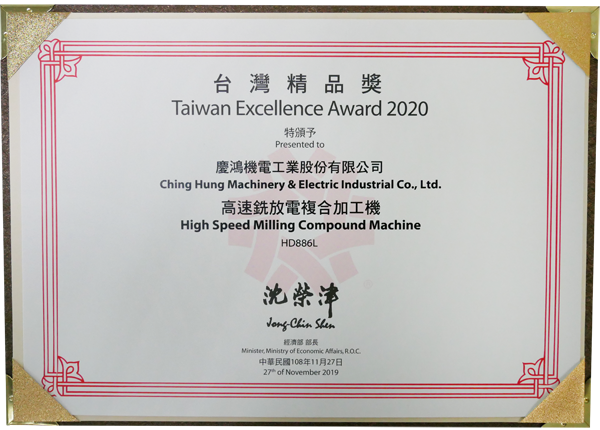 台灣精品獎
Taiwan Excellence Award 2020
特頒予
Presented to
慶鴻機電工業股份有限公司
Ching Hung Machinery & Electric Industrial Co., Ltd.
高速銑放電複合加工機
High Speed Milling Compound Machine
HD886L
沈榮津
Jong-Chin Shen
經濟部 部長
Minister, Ministry of Economic Affairs, R.O.C.
中華民國108年11月27日
27th of November 2019